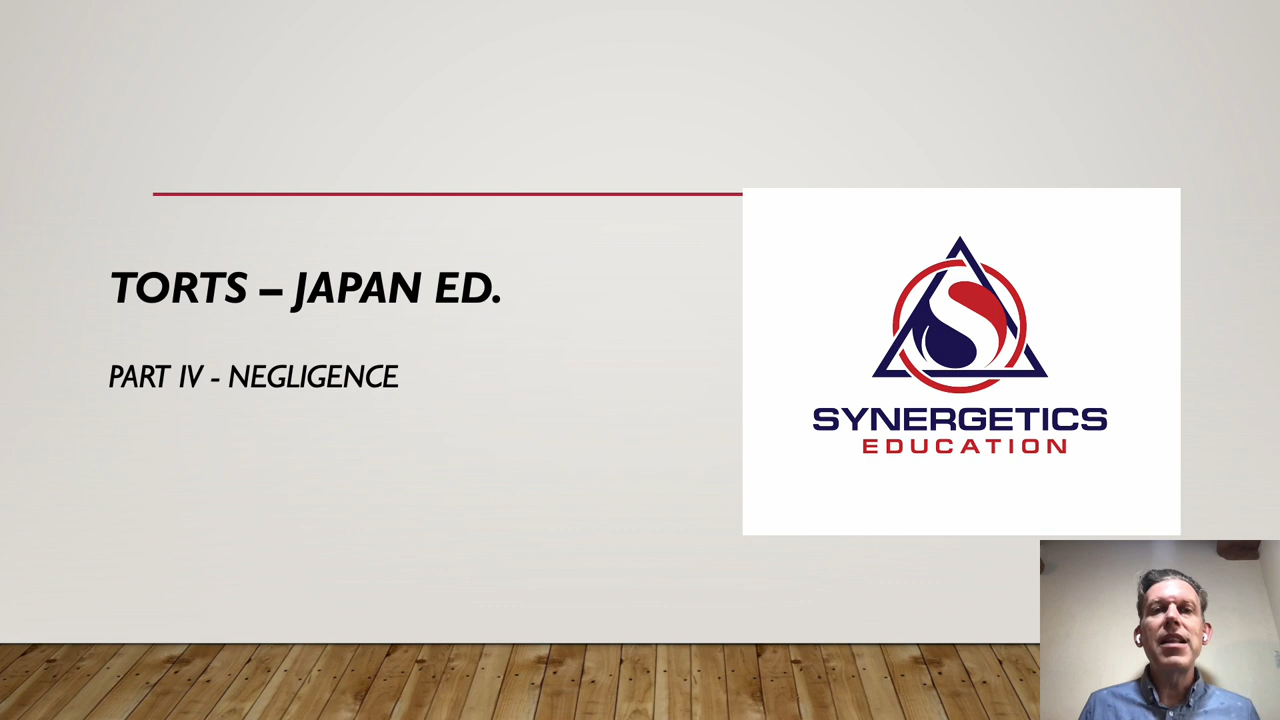 TORTS – JAPAN ED.
PART IV - NEGLIGENCE
SYNERGETICS
EDUCATION